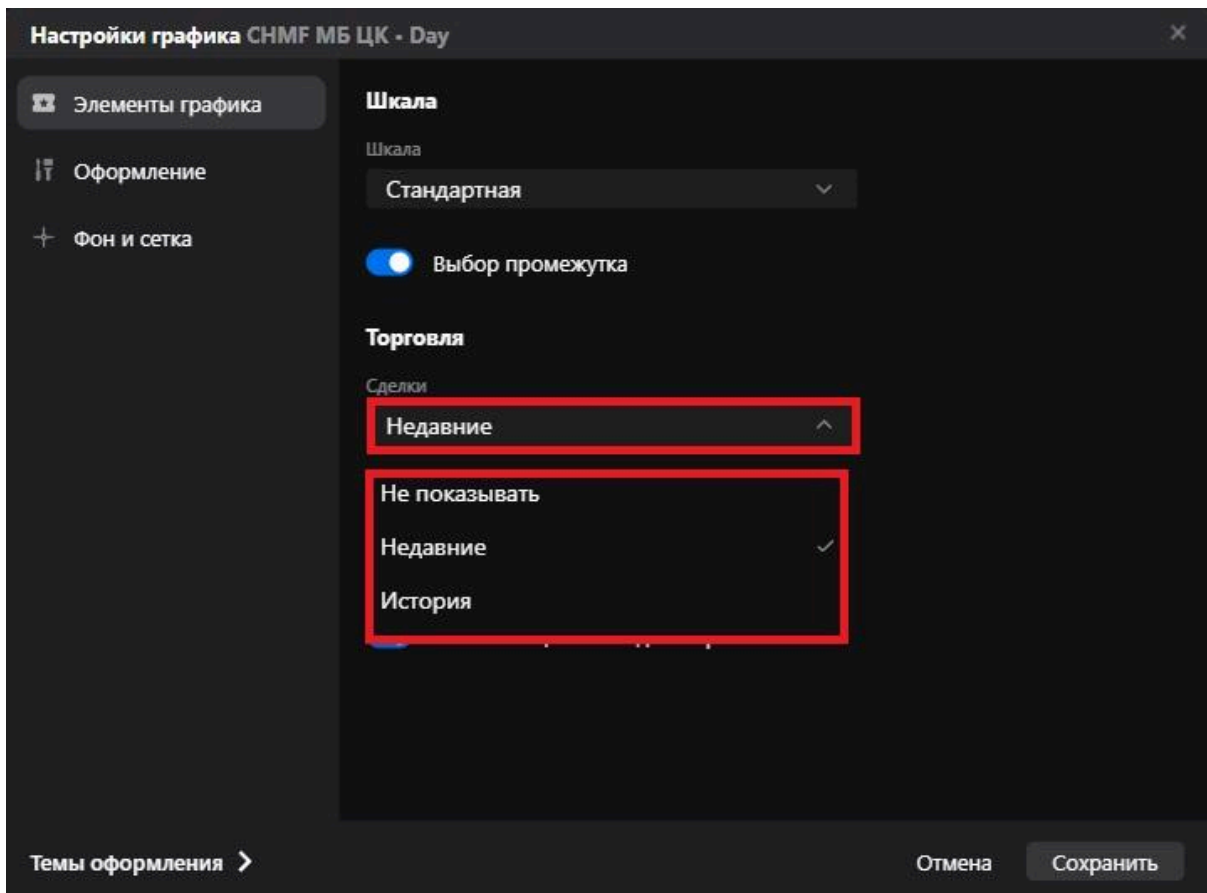 Настройки графика CHMF МБ ЦК • Day
Элементы графика
Оформление
Фон и сетка
Шкала
Шкала
Стандартная
Выбор промежутка
Торговля
Сделки
Недавние
Не показывать
Недавние
История
Темы оформления
Отмена
Сохранить